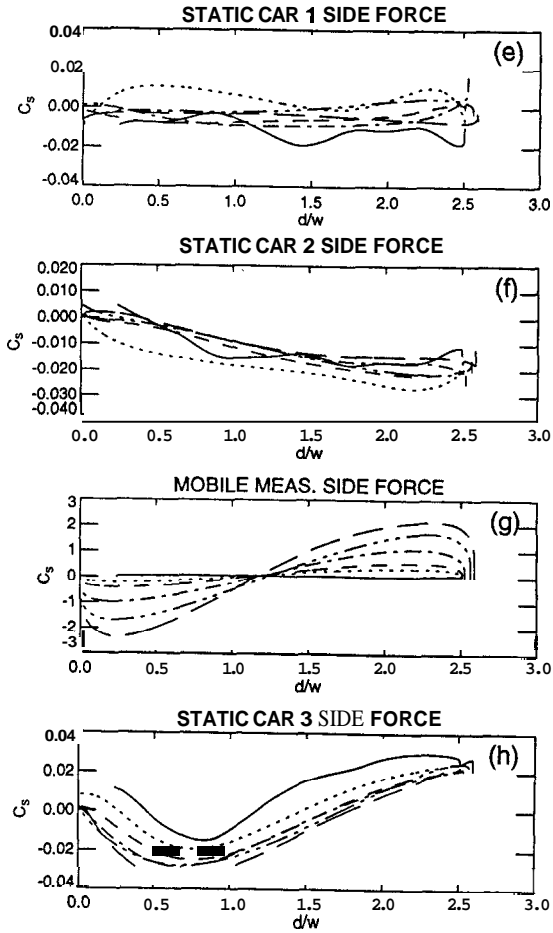 STATIC CAR 1 SIDE FORCE
(e)
0.04
0.02
0.00
-0.02
-0.04
Cs
0.0 0.5 1.0 1.5 2.0 2.5 3.0
d/w
STATIC CAR 2 SIDE FORCE
(f)
0.020
0.010
0.000
-0.010
-0.020
-0.030
-0.040
Cs
0.0 0.5 1.0 1.5 2.0 2.5 3.0
d/w
MOBILE MEAS. SIDE FORCE
(g)
3
2
1
0
-1
-2
-3
Cs
0.0 0.5 1.0 1.5 2.0 2.5 3.0
d/w
STATIC CAR 3 SIDE FORCE
(h)
0.04
0.02
0.00
-0.02
-0.04
Cs
0.0 0.5 1.0 1.5 2.0 2.5 3.0
d/w